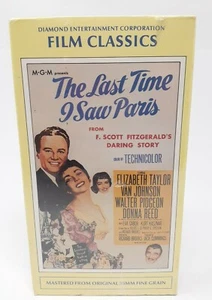 DIAMOND ENTERTAINMENT CORPORATION
FILM CLASSICS
M-G-M presents
The Last Time
I Saw Paris
FROM
F. SCOTT FITZGERALD'S
DARING STORY
TECHNICOLOR
ELIZABETH TAYLOR
VAN JOHNSON
WALTER PIDGEON
DONNA REED
MASTERED FROM ORIGINAL 35MM FINE GRAIN